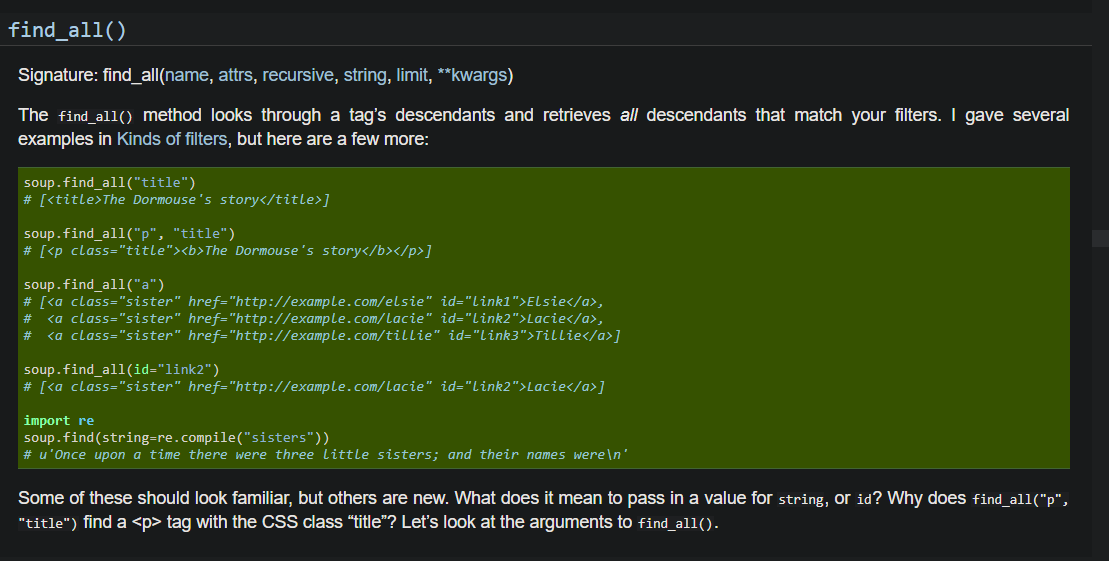 find_all()
Signature: find_all(name, attrs, recursive, string, limit, **kwargs)
The find_all() method looks through a tag’s descendants and retrieves all descendants that match your filters. I gave several
examples in Kinds of filters, but here are a few more:
soup.find_all("title")
# [<title>The Dormouse's story</title>]
soup.find_all("p", "title")
# [<p class="title"><b>The Dormouse's story</b></p>]
soup.find_all("a")
# [<a class="sister" href="http://example.com/elsie" id="link1">Elsie</a>,
#  <a class="sister" href="http://example.com/lacie" id="link2">Lacie</a>,
#  <a class="sister" href="http://example.com/tillie" id="link3">Tillie</a>]
soup.find_all(id="link2")
# [<a class="sister" href="http://example.com/lacie" id="link2">Lacie</a>]
import re
soup.find(string=re.compile("sisters"))
# u'Once upon a time there were three little sisters; and their names were\n'
Some of these should look familiar, but others are new. What does it mean to pass in a value for string, or id? Why does find_all("p",
"title") find a <p> tag with the CSS class “title”? Let’s look at the arguments to find_all().